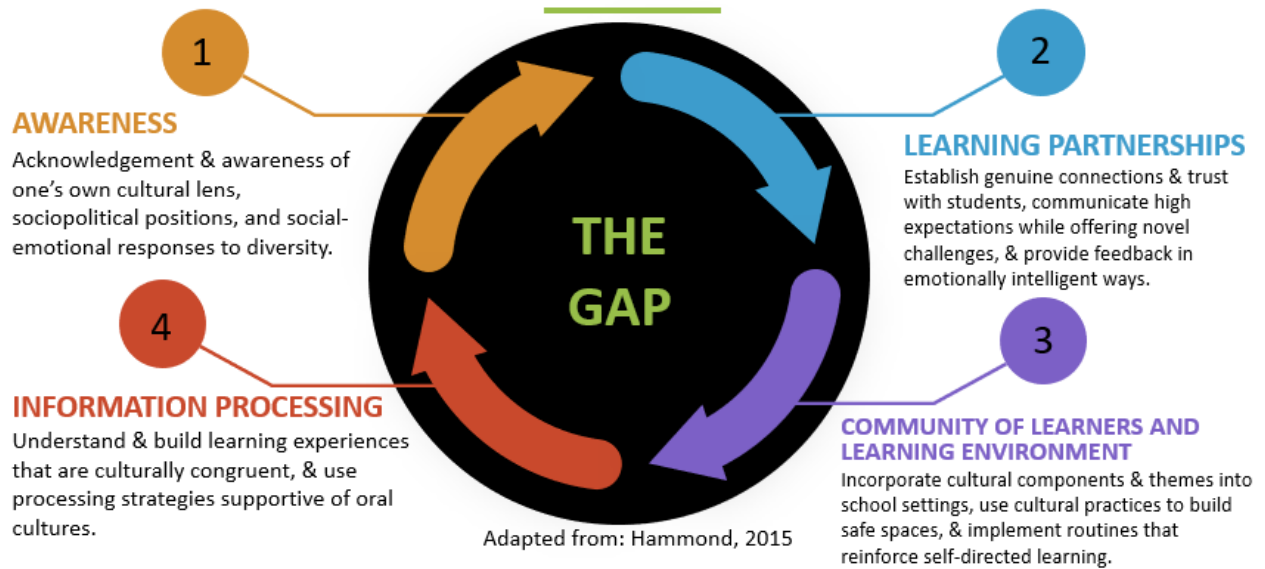 1
AWARENESS
Acknowledgement & awareness of
one's own cultural lens,
sociopolitical positions, and social-
emotional responses to diversity.
2
LEARNING PARTNERSHIPS
Establish genuine connections & trust
with students, communicate high
expectations while offering novel
challenges, & provide feedback in
emotionally intelligent ways.
THE
GAP
4
INFORMATION PROCESSING
Understand & build learning experiences
that are culturally congruent, & use
processing strategies supportive of oral
cultures.
3
COMMUNITY OF LEARNERS AND
LEARNING ENVIRONMENT
Incorporate cultural components & themes into
school settings, use cultural practices to build
safe spaces, & implement routines that
reinforce self-directed learning.
Adapted from: Hammond, 2015